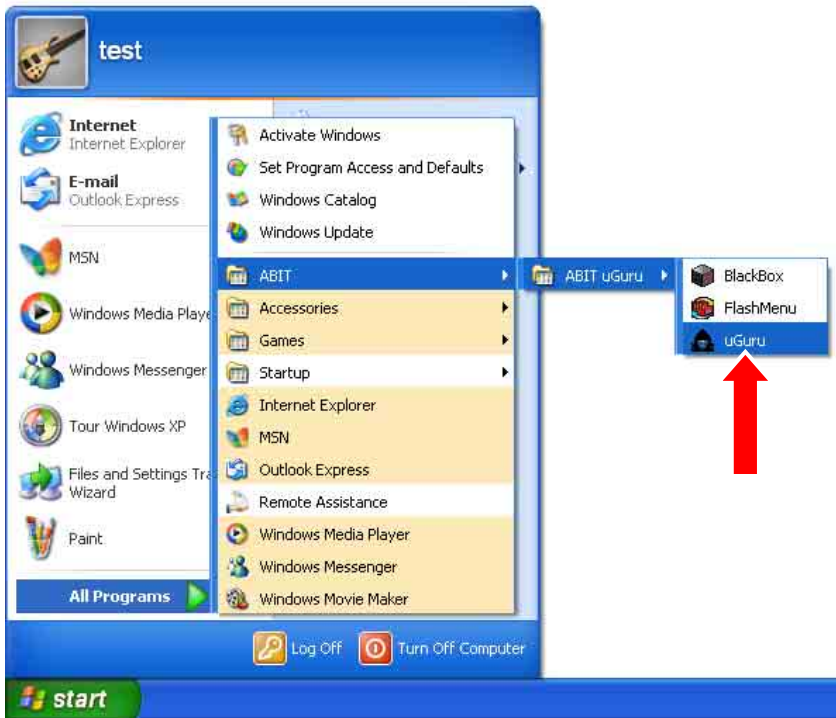 test
Internet
Internet Explorer
E-mail
Outlook Express
MSN
Windows Media Playe
Windows Messenger
Tour Windows XP
Files and Settings Tra
Wizard
Paint
All Programs
Activate Windows
Set Program Access and Defaults
Windows Catalog
Windows Update
ABIT
Accessories
Games
Startup
Internet Explorer
MSN
Outlook Express
Remote Assistance
Windows Media Player
Windows Messenger
Windows Movie Maker
ABIT uGuru
BlackBox
FlashMenu
uGuru
Log Off
Turn Off Computer
start